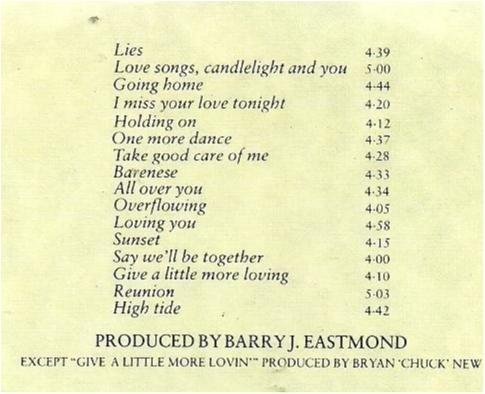 Lies 4·39
Love songs, candlelight and you 5·00
Going home 4·44
I miss your love tonight 4·20
Holding on 4·12
One more dance 4·37
Take good care of me 4·28
Barenese 4·33
All over you 4·34
Overflowing 4·05
Loving you 4·58
Sunset 4·15
Say we'll be together 4·00
Give a little more loving 4·10
Reunion 5·03
High tide 4·42
PRODUCED BY BARRY J. EASTMOND
EXCEPT "GIVE A LITTLE MORE LOVIN'" PRODUCED BY BRYAN 'CHUCK' NEW